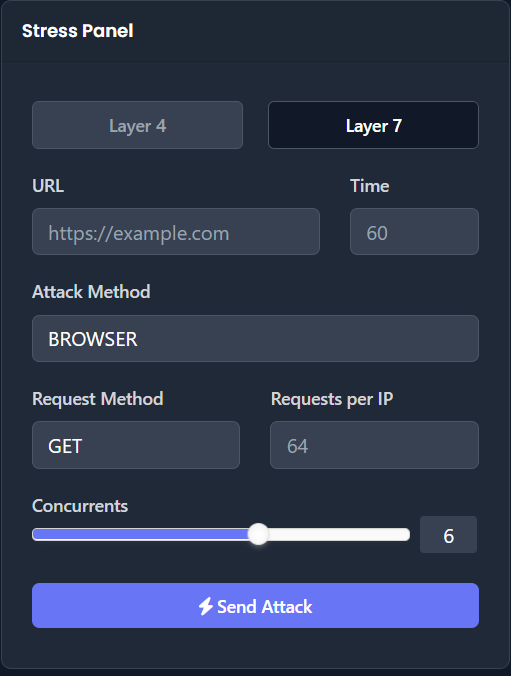 Stress Panel
Layer 4
Layer 7
URL
Time
https://example.com
60
Attack Method
BROWSER
Request Method
Requests per IP
GET
64
Concurrents
6
Send Attack